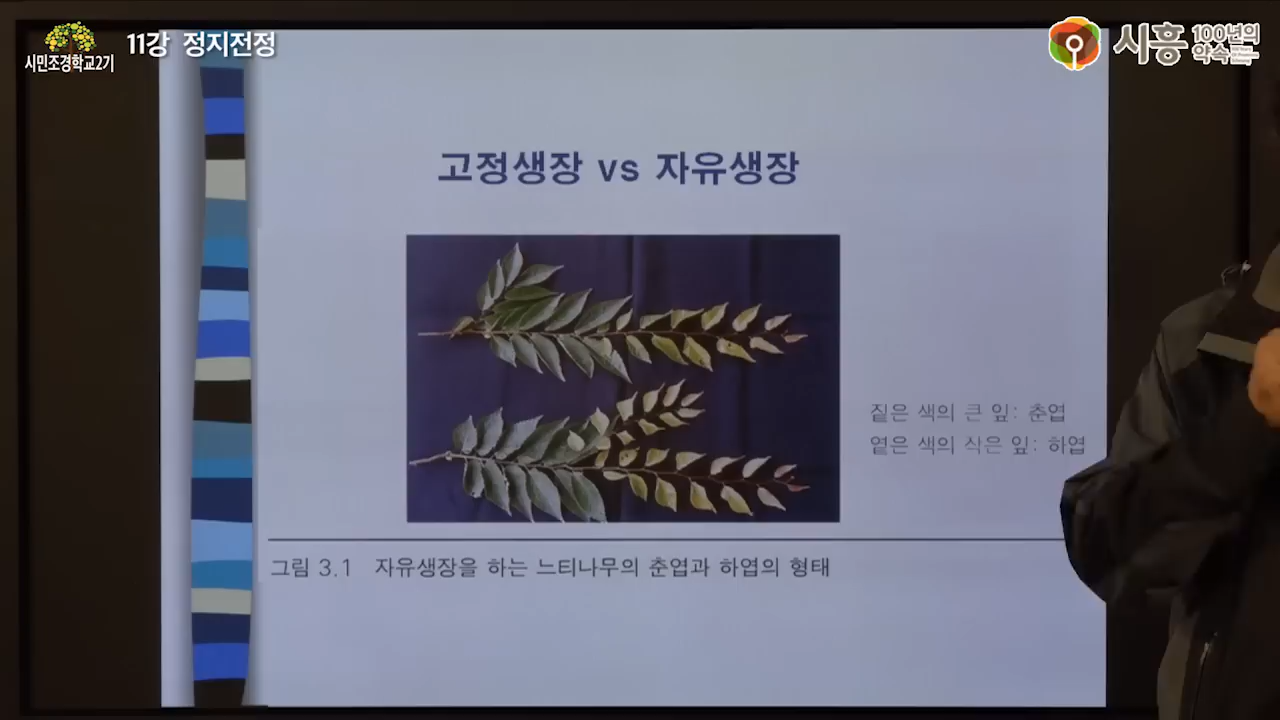 시민조경학교2기
11강 정지전정
시흥 100년의 약속
고정생장 vs 자유생장
짙은 색의 큰 잎: 춘엽
옅은 색의 작은 잎: 하엽
그림 3.1 자유생장을 하는 느티나무의 춘엽과 하엽의 형태